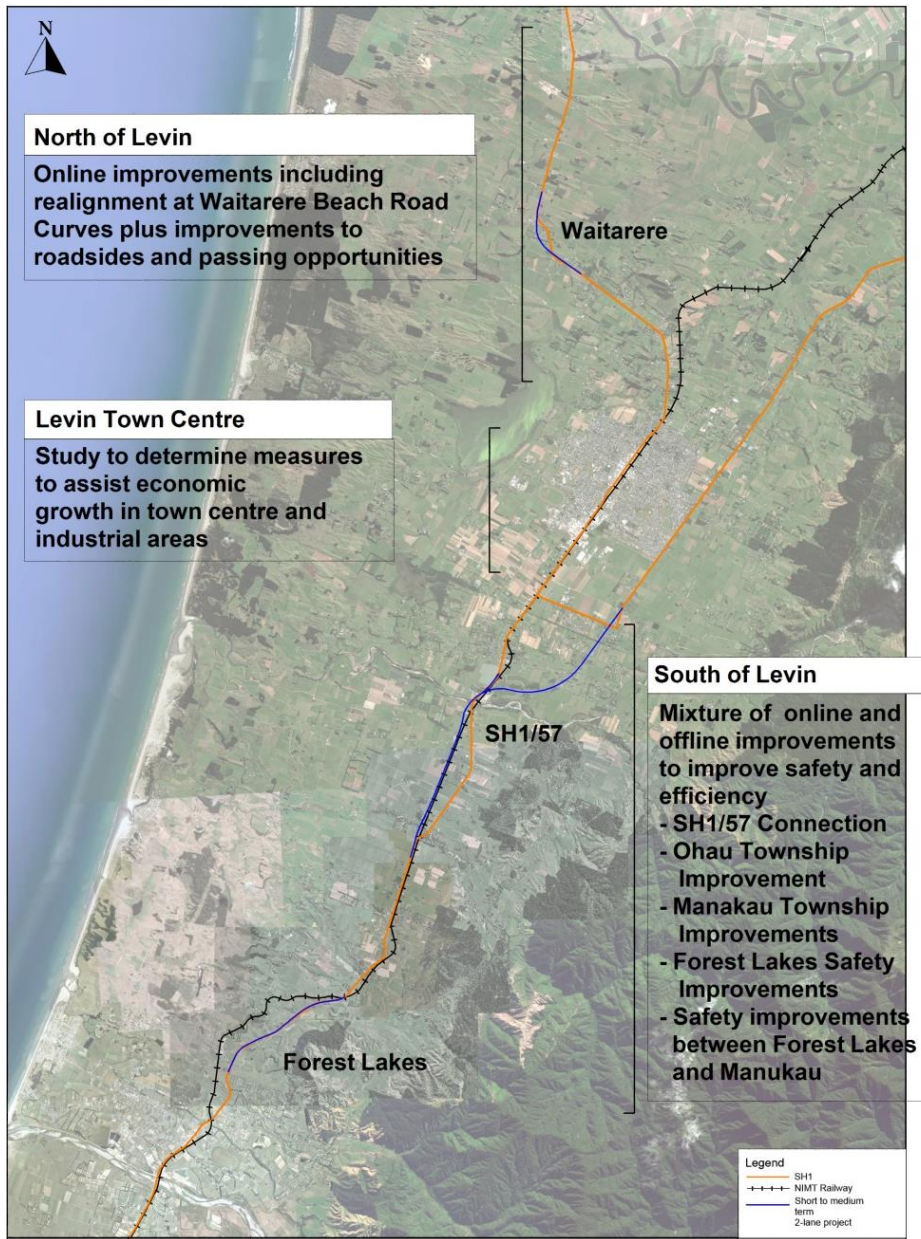 N
North of Levin
Online improvements including
realignment at Waitarere Beach Road
Curves plus improvements to
roadsides and passing opportunities
Waitarere
Levin Town Centre
Study to determine measures
to assist economic
growth in town centre and
industrial areas
SH1/57
South of Levin
Mixture of online and
offline improvements
to improve safety and
efficiency
- SH1/57 Connection
- Ohau Township
Improvement
- Manakau Township
Improvements
- Forest Lakes Safety
Improvements
- Safety improvements
between Forest Lakes
and Manukau
Forest Lakes
Legend
SH1
NIMT Railway
Short to medium
term
2-lane project